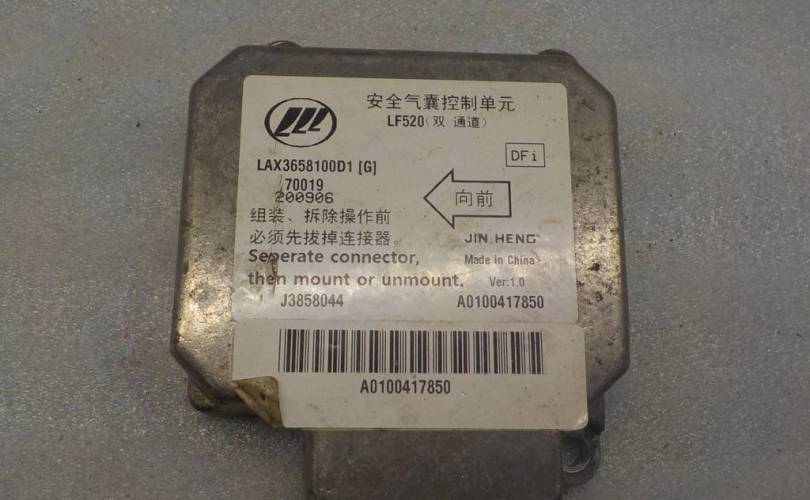 安全气囊控制单元
LF520(双 通道)
DFi
LAX3658100D1 [G]
70019
200906
向前
组装、拆除操作前
必须先拔掉连接器。
JIN HENG
Seperate connector,
Made in China
then mount or unmount.
Ver:1.0
J3858044
A0100417850
A0100417850